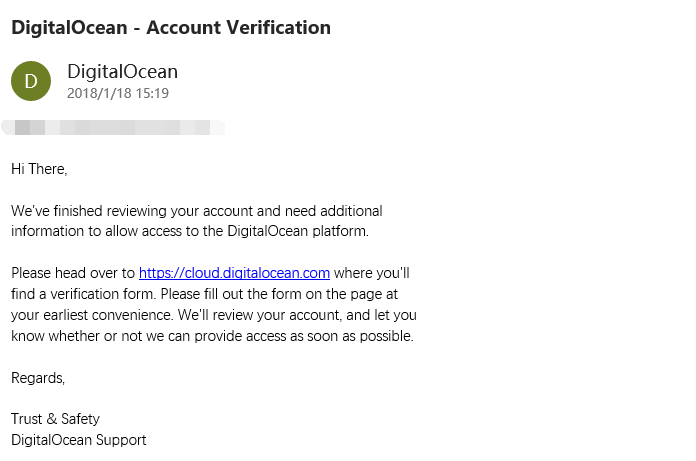 DigitalOcean - Account Verification
D
DigitalOcean
2018/1/18 15:19
Hi There,
We've finished reviewing your account and need additional
information to allow access to the DigitalOcean platform.
Please head over to https://cloud.digitalocean.com where you'll
find a verification form. Please fill out the form on the page at
your earliest convenience. We'll review your account, and let you
know whether or not we can provide access as soon as possible.
Regards,
Trust & Safety
DigitalOcean Support